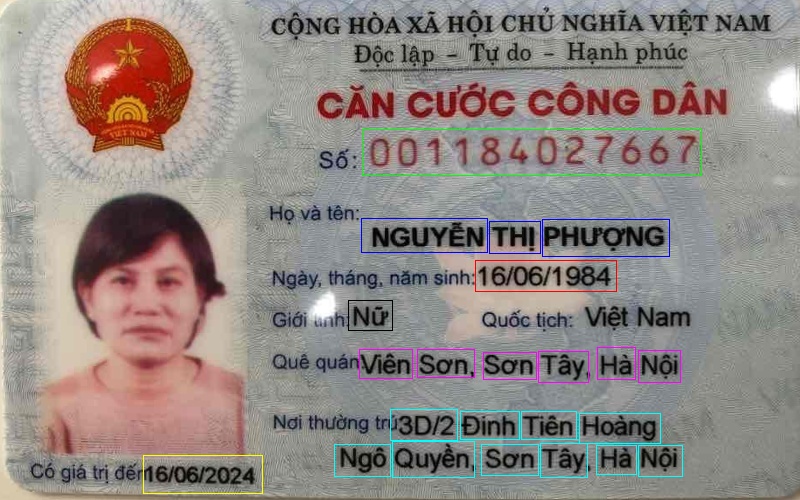 CỘNG HÒA XÃ HỘI CHỦ NGHĨA VIỆT NAM
Độc lập - Tự do - Hạnh phúc
CĂN CƯỚC CÔNG DÂN
Số: 001184027667
Họ và tên:
NGUYỄN THỊ PHƯỢNG
Ngày, tháng, năm sinh: 16/06/1984
Giới tính: Nữ Quốc tịch: Việt Nam
Quê quán: Viên Sơn, Sơn Tây, Hà Nội
Nơi thường trú: 3D/2 Đinh Tiên Hoàng
Ngô Quyền, Sơn Tây, Hà Nội
Có giá trị đến: 16/06/2024